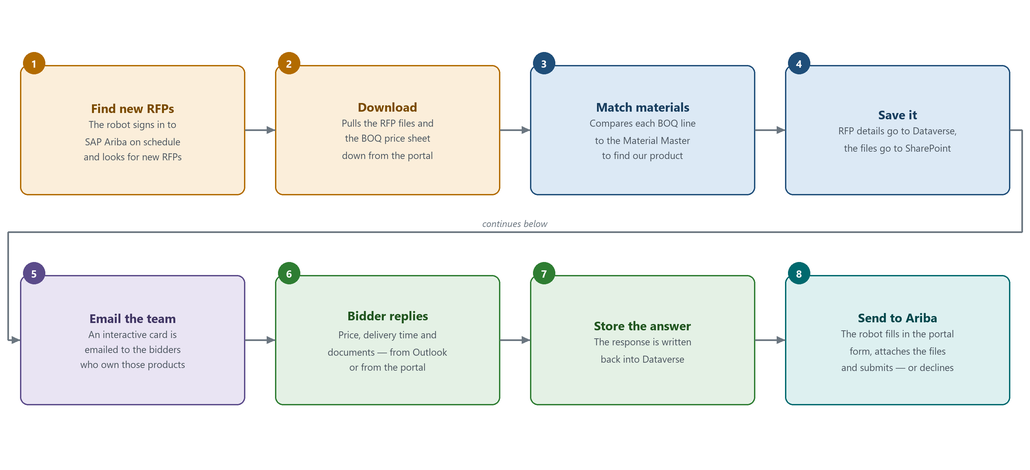 1
Find new RFPs
The robot signs in to
SAP Ariba on schedule
and looks for new RFPs
2
Download
Pulls the RFP files and
the BOQ price sheet
down from the portal
3
Match materials
Compares each BOQ line
to the Material Master
to find our product
4
Save it
RFP details go to Dataverse,
the files go to SharePoint
continues below
5
Email the team
An interactive card is
emailed to the bidders
who own those products
6
Bidder replies
Price, delivery time and
documents — from Outlook
or from the portal
7
Store the answer
The response is written
back into Dataverse
8
Send to Ariba
The robot fills in the portal
form, attaches the files
and submits — or declines